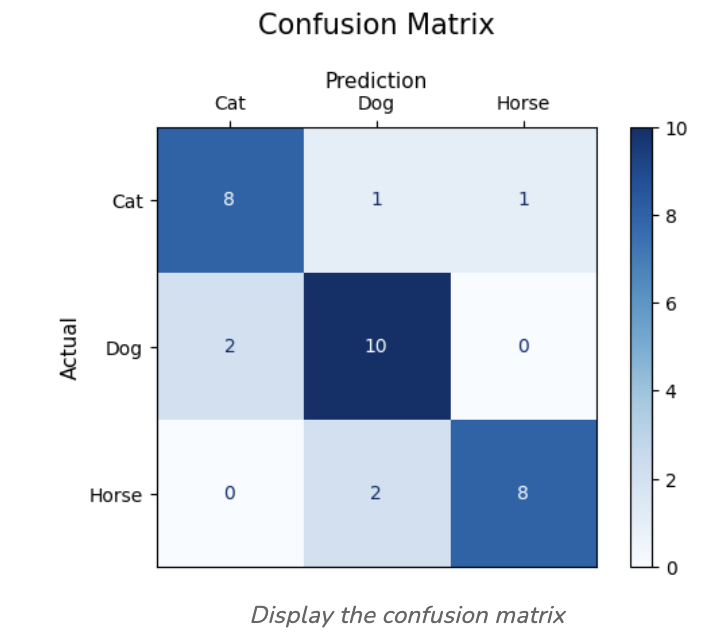 Confusion Matrix
Prediction
Cat Dog Horse
Cat 8 1 1
Dog 2 10 0
Horse 0 2 8
Actual
10
8
6
4
2
0
Display the confusion matrix